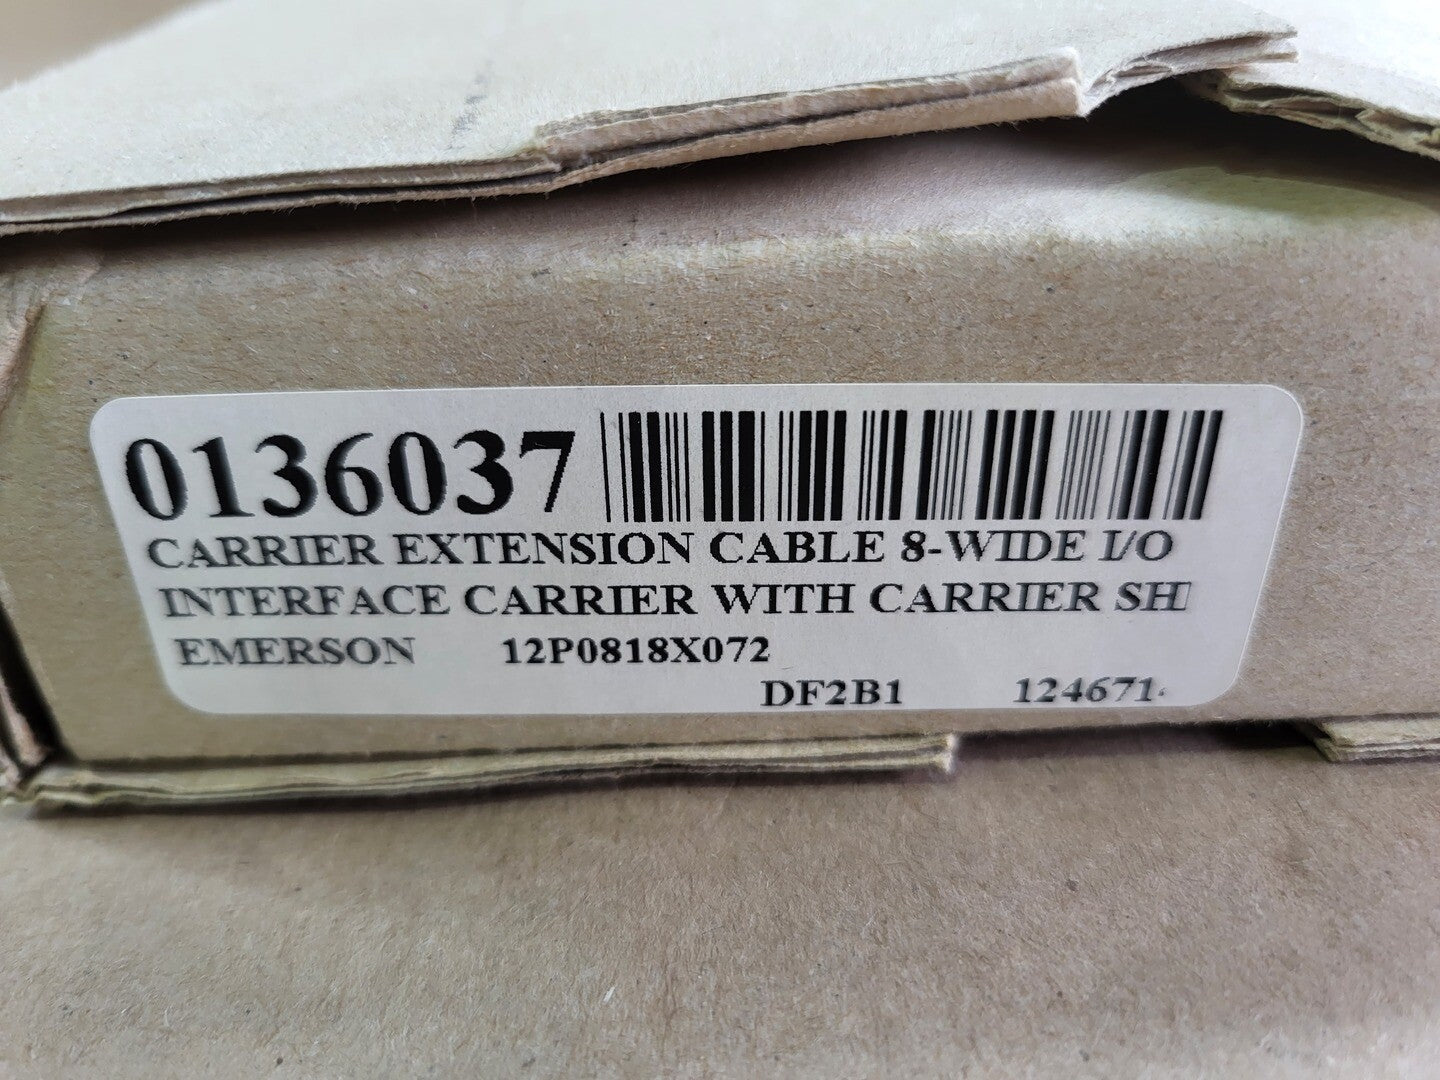 0136037
CARRIER EXTENSION CABLE 8-WIDE I/O
INTERFACE CARRIER WITH CARRIER SH
EMERSON 12P0818X072
DF2B1 124671